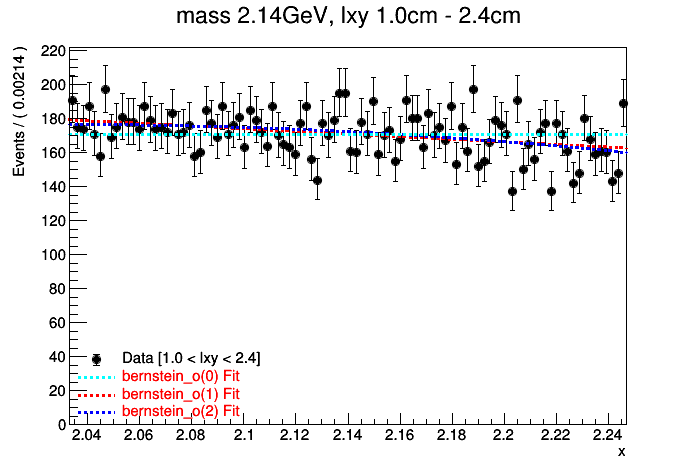 mass 2.14GeV, lxy 1.0cm - 2.4cm
Events / ( 0.00214 )
220
200
180
160
140
120
100
80
60
40
20
0
Data [1.0 < lxy < 2.4]
bernstein_o(0) Fit
bernstein_o(1) Fit
bernstein_o(2) Fit
2.04 2.06 2.08 2.1 2.12 2.14 2.16 2.18 2.2 2.22 2.24
x